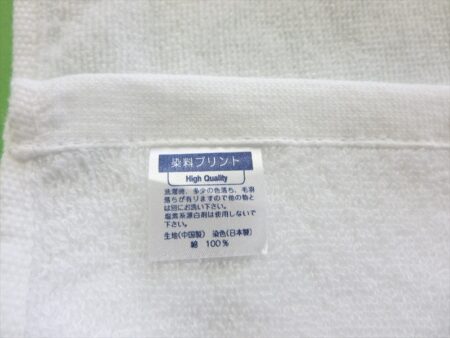 染料プリント
High Quality
洗濯時、多少の色落ち、毛羽
落ちが有りますので他の物と
は別にお洗い下さい。
塩素系漂白剤は使用しないで
下さい。
生地(中国製) 染色(日本製)
綿 100%